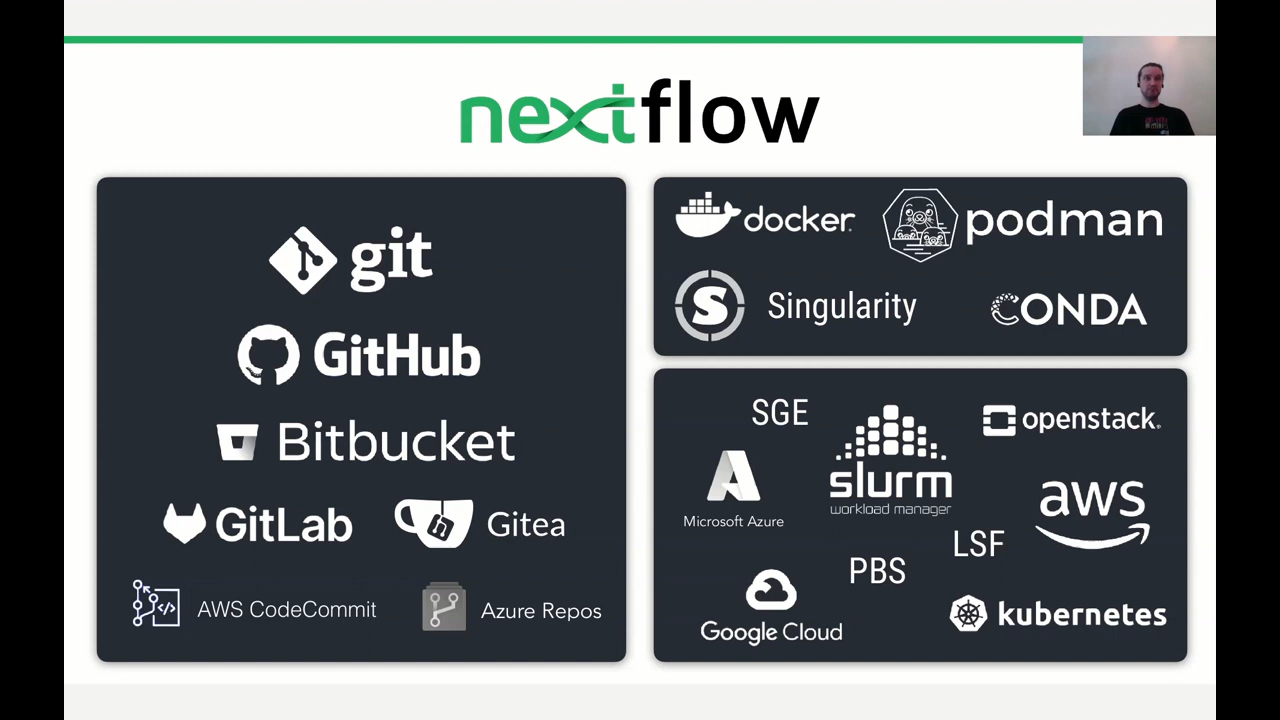 nextflow
git
GitHub
Bitbucket
GitLab
Gitea
AWS CodeCommit
Azure Repos
docker
podman
Singularity
CONDA
SGE
slurm
workload manager
openstack.
Microsoft Azure
aws
LSF
PBS
Google Cloud
kubernetes